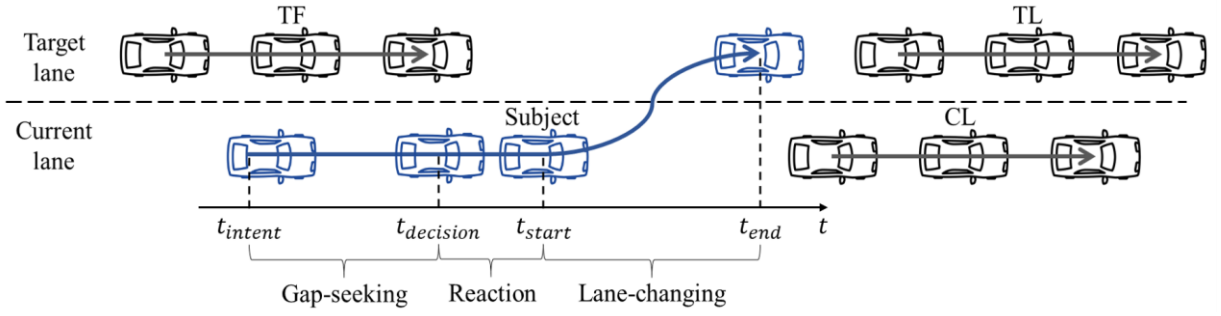 TF
TL
Target
lane
Subject
CL
Current
lane
t_intent
t_decision
t_start
t_end
t
Gap-seeking
Reaction
Lane-changing